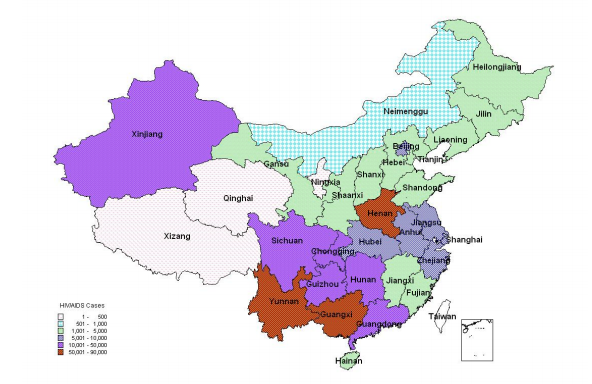 Heilongjiang
Jilin
Liaoning
Neimenggu
Xinjiang
Beijing
Tianjin
Hebei
Gansu
Shanxi
Ningxia
Shandong
Shaanxi
Qinghai
Henan
Jiangsu
Anhui
Xizang
Sichuan
Hubei
Shanghai
Chongqing
Zhejiang
Guizhou
Hunan
Jiangxi
Fujian
Yunnan
Guangxi
Guangdong
Taiwan
Hainan
HIV/AIDS Cases
1 - 500
501 - 1,000
1,001 - 5,000
5,001 - 10,000
10,001 - 50,000
50,001 - 90,000